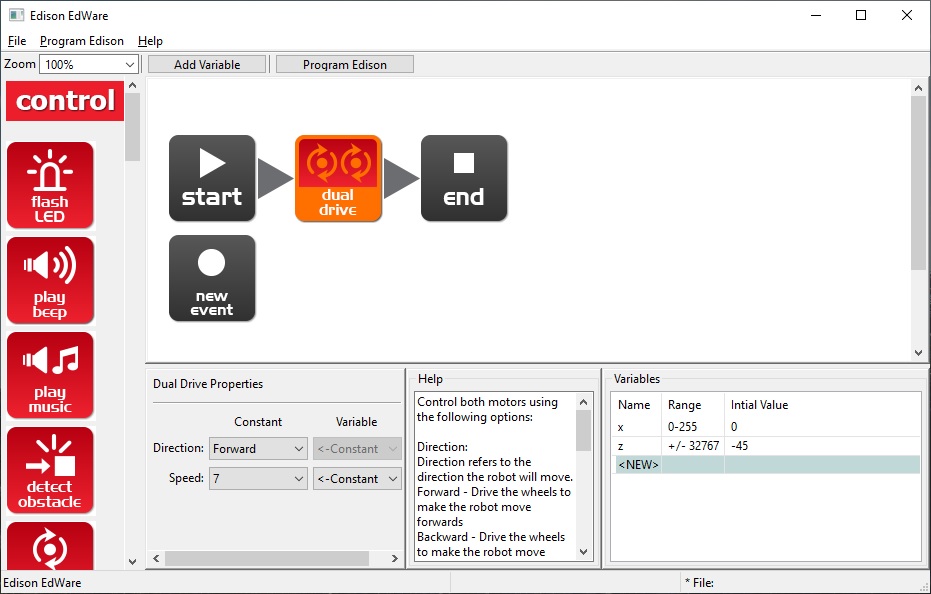 Edison EdWare
File Program Edison Help
Zoom 100% Add Variable Program Edison
control
flash
LED
play
beep
play
music
detect
obstacle
start
dual
drive
end
new
event
Dual Drive Properties
Constant Variable
Direction: Forward <-Constant
Speed: 7 <-Constant
Help
Control both motors using
the following options:
Direction:
Direction refers to the
direction the robot will move.
Forward - Drive the wheels to
make the robot move
forwards
Backward - Drive the wheels
to make the robot move
Variables
Name Range Intial Value
x 0-255 0
z +/- 32767 -45
<NEW>
Edison EdWare * File: